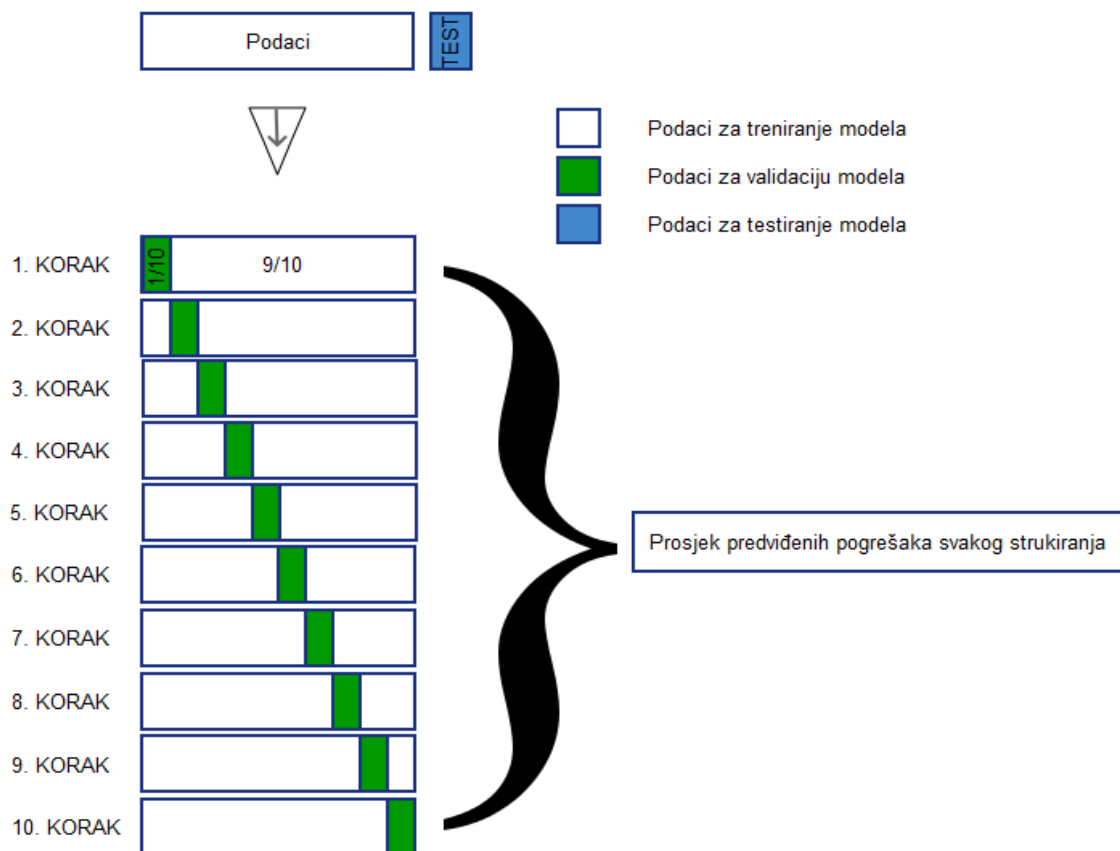 Podaci
TEST
Podaci za treniranje modela
Podaci za validaciju modela
Podaci za testiranje modela
1. KORAK
1/10
9/10
2. KORAK
3. KORAK
4. KORAK
5. KORAK
Prosjek predviđenih pogrešaka svakog strukiranja
6. KORAK
7. KORAK
8. KORAK
9. KORAK
10. KORAK